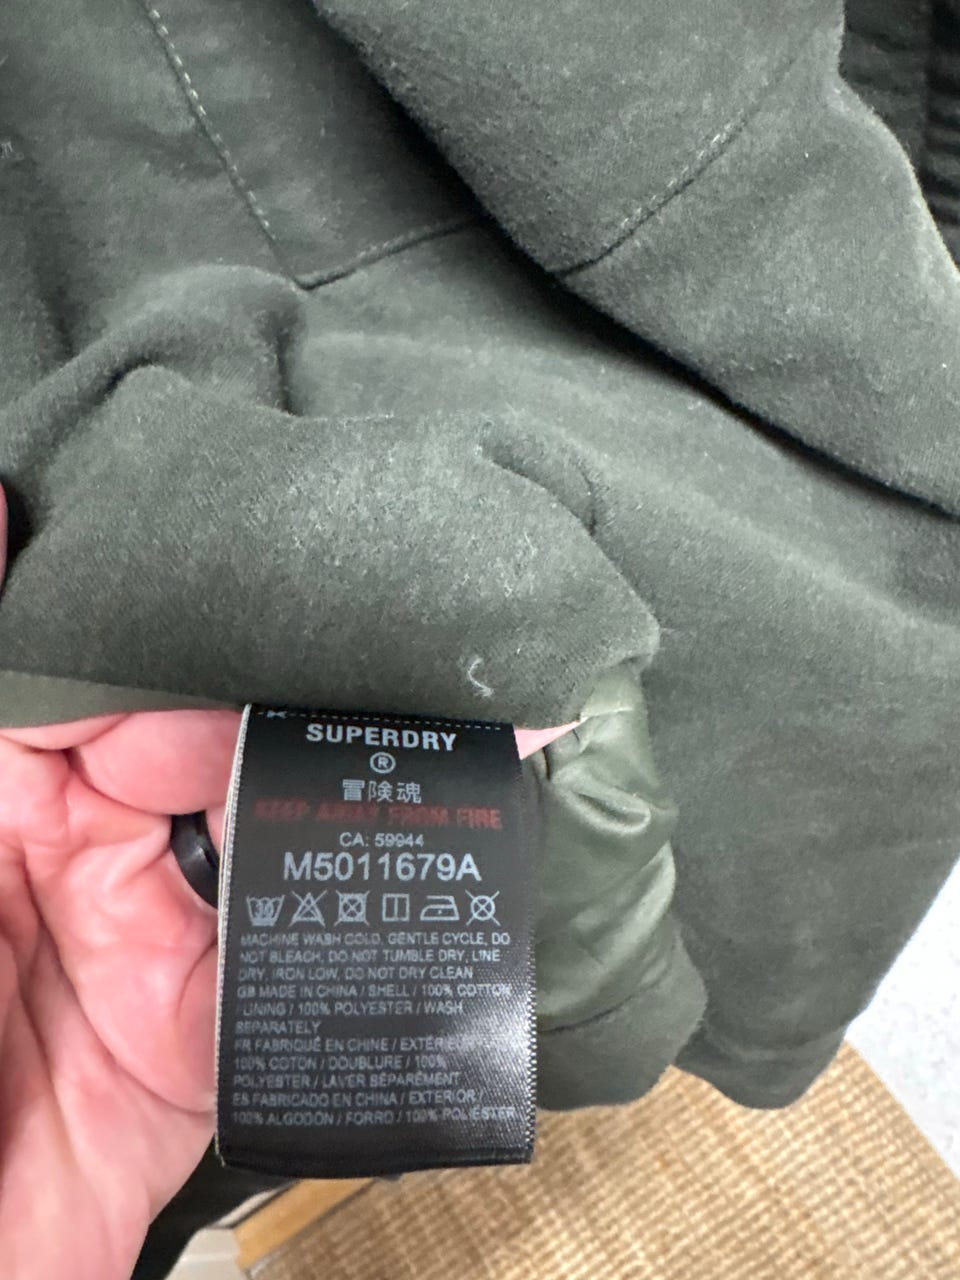 SUPERDRY
®
冒険魂
KEEP AWAY FROM FIRE
CA: 59944
M5011679A
30
MACHINE WASH COLD, GENTLE CYCLE, DO
NOT BLEACH, DO NOT TUMBLE DRY, LINE
DRY, IRON LOW, DO NOT DRY CLEAN
GB MADE IN CHINA / SHELL / 100% COTTON
/ LINING / 100% POLYESTER / WASH
SEPARATELY
FR FABRIQUÉ EN CHINE / EXTÉRIEUR /
100% COTON / DOUBLURE / 100%
POLYESTER / LAVER SÉPARÉMENT
ES FABRICADO EN CHINA / EXTERIOR /
100% ALGODÓN / FORRO / 100% POLIÉSTER